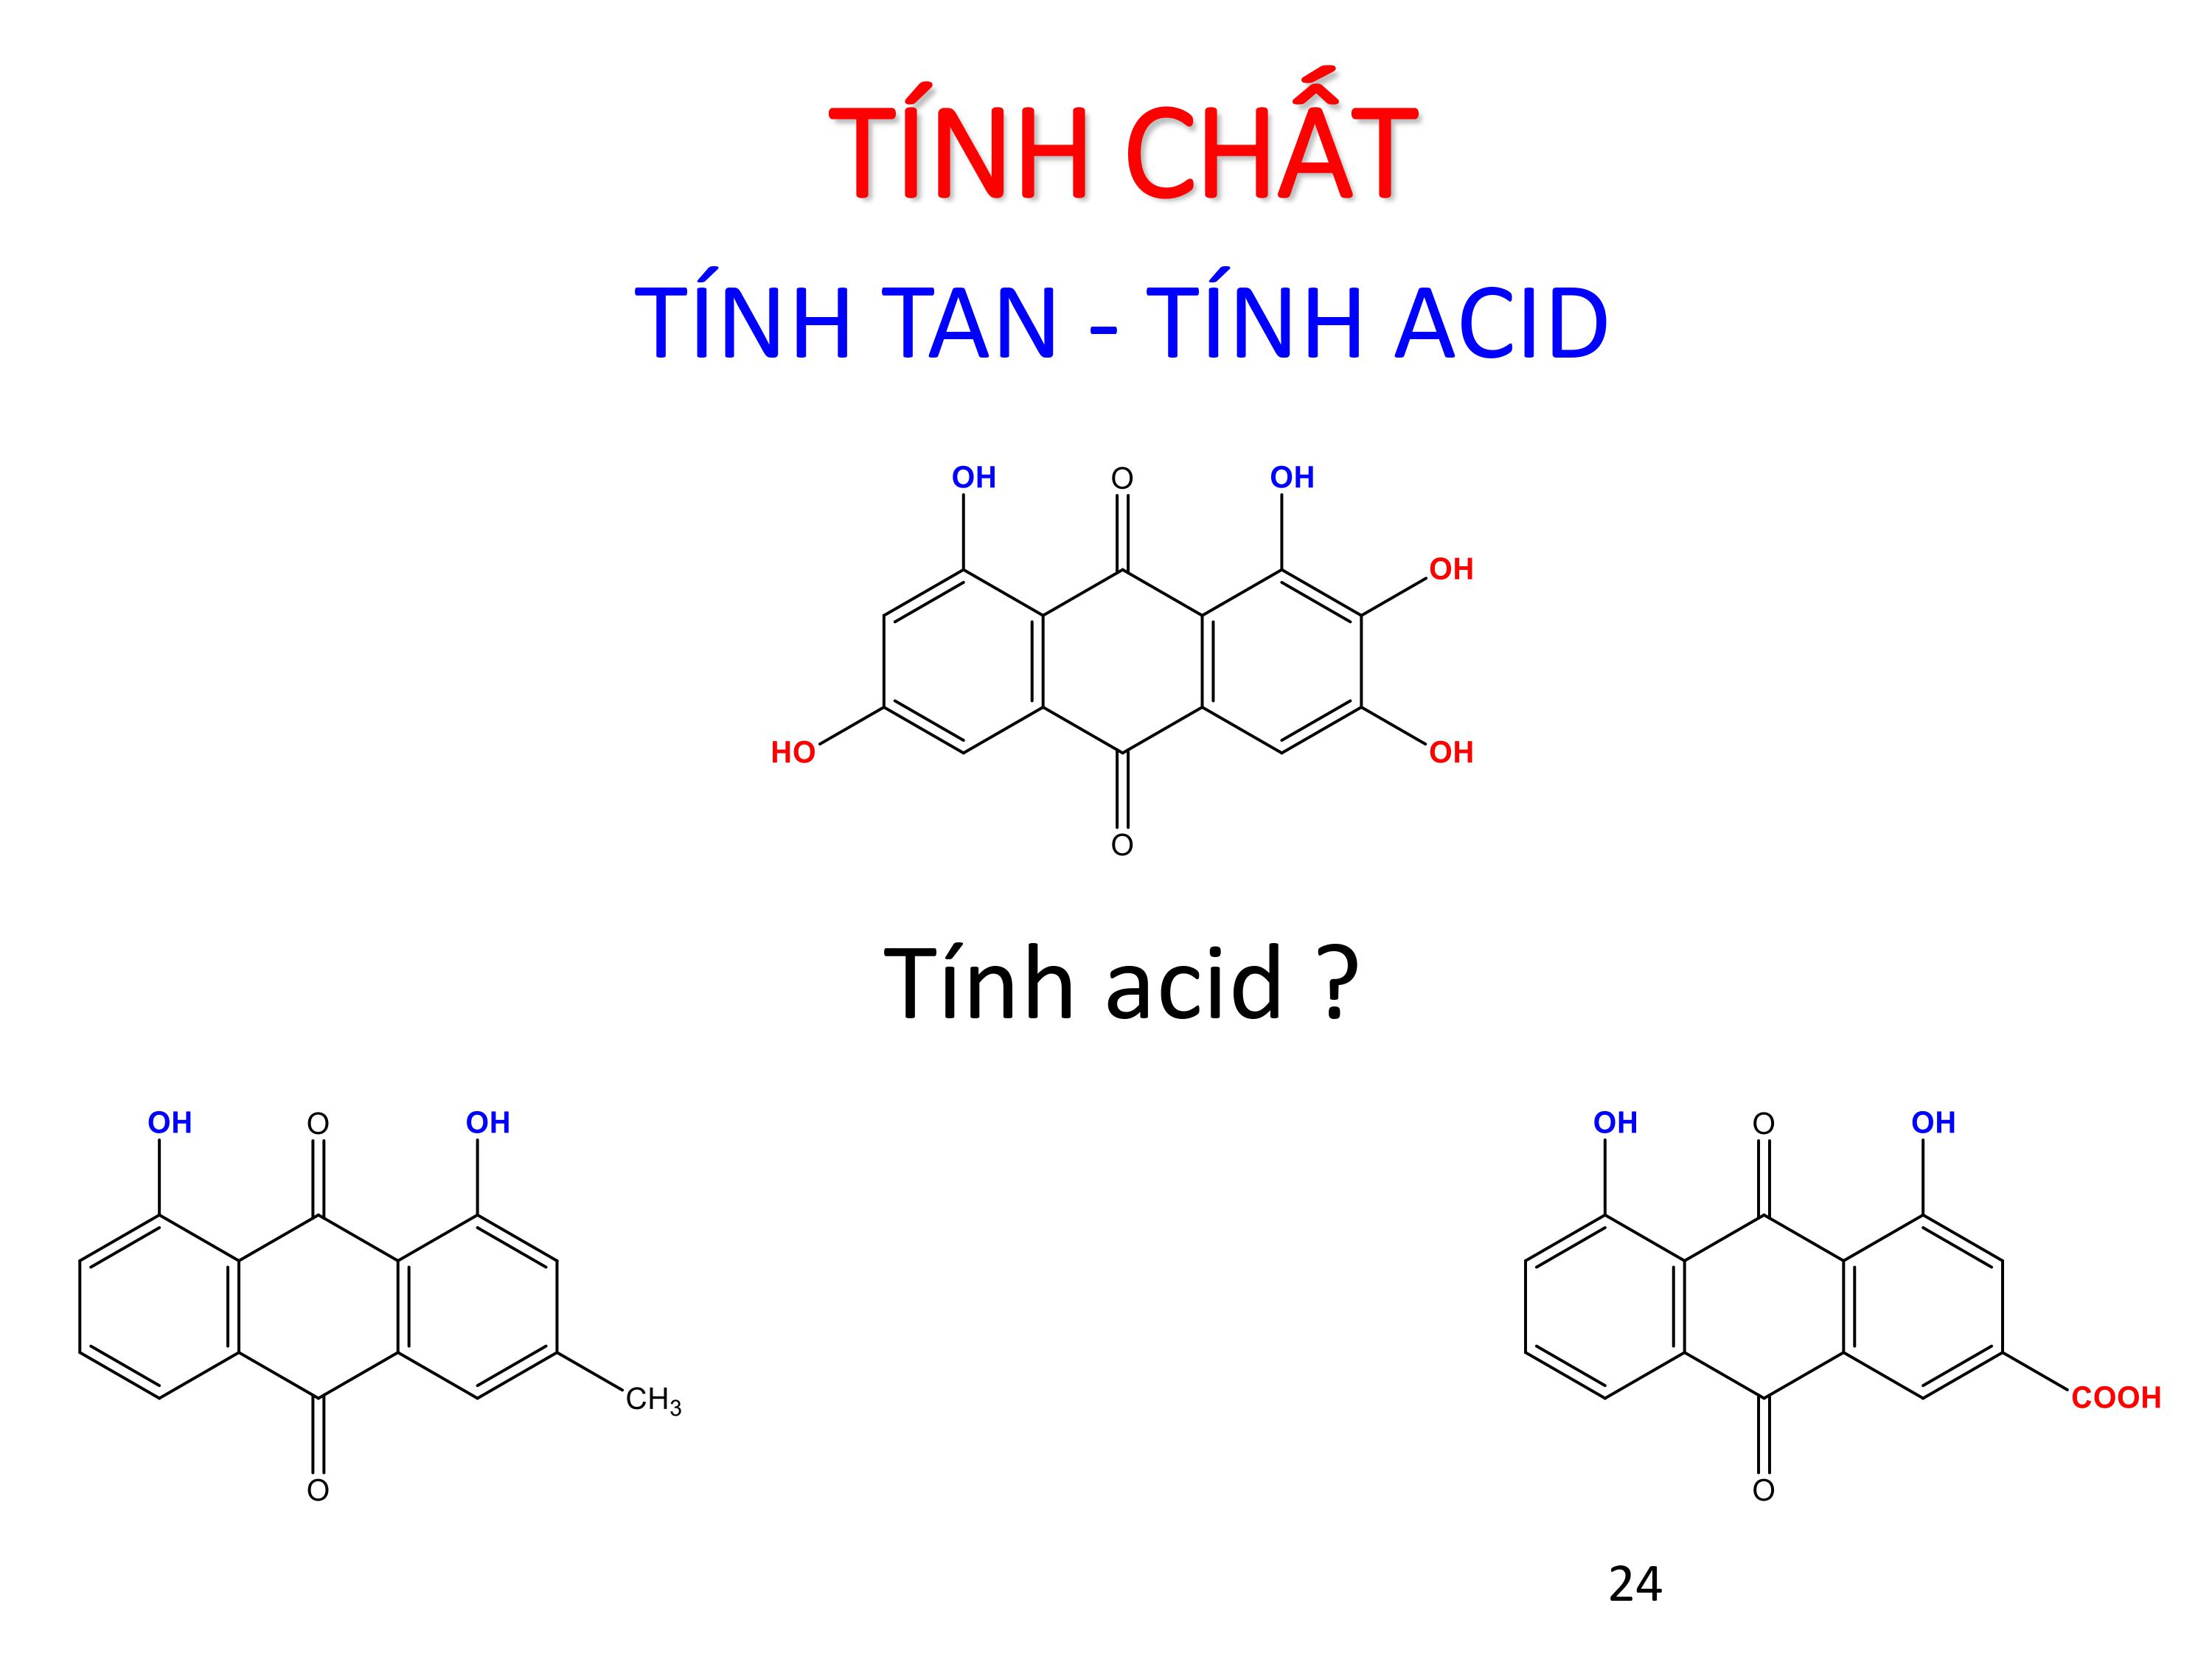 TÍNH CHẤT
TÍNH TAN - TÍNH ACID
OH O OH
OH
HO OH
O
Tính acid ?
OH O OH
CH3
O
OH O OH
COOH
O
24